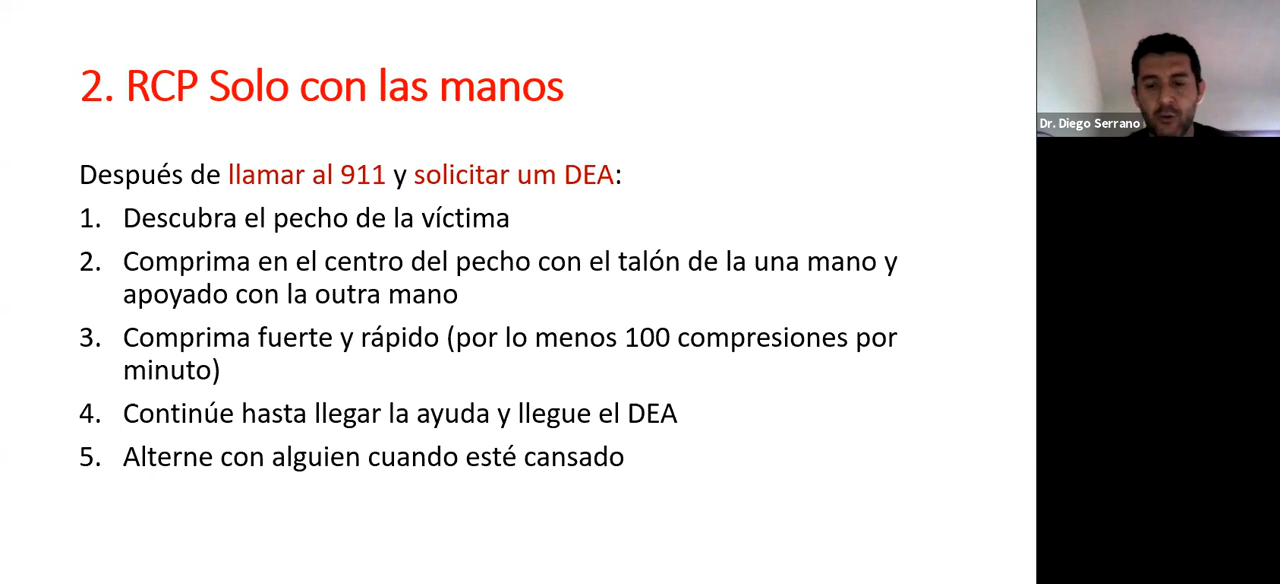 2. RCP Solo con las manos
Después de llamar al 911 y solicitar um DEA:
1. Descubra el pecho de la víctima
2. Comprima en el centro del pecho con el talón de la una mano y
apoyado con la outra mano
3. Comprima fuerte y rápido (por lo menos 100 compresiones por
minuto)
4. Continúe hasta llegar la ayuda y llegue el DEA
5. Alterne con alguien cuando esté cansado
Dr. Diego Serrano